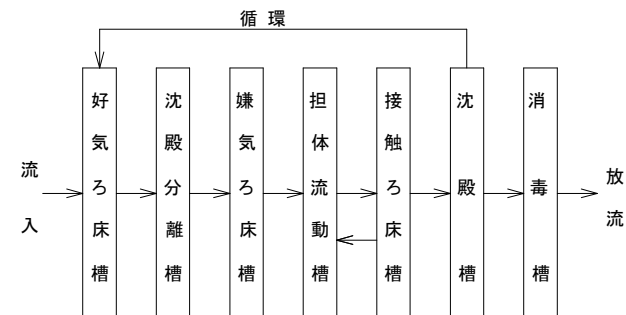 循環
流入
好気ろ床槽
沈殿分離槽
嫌気ろ床槽
担体流動槽
接触ろ床槽
沈殿槽
消毒槽
放流